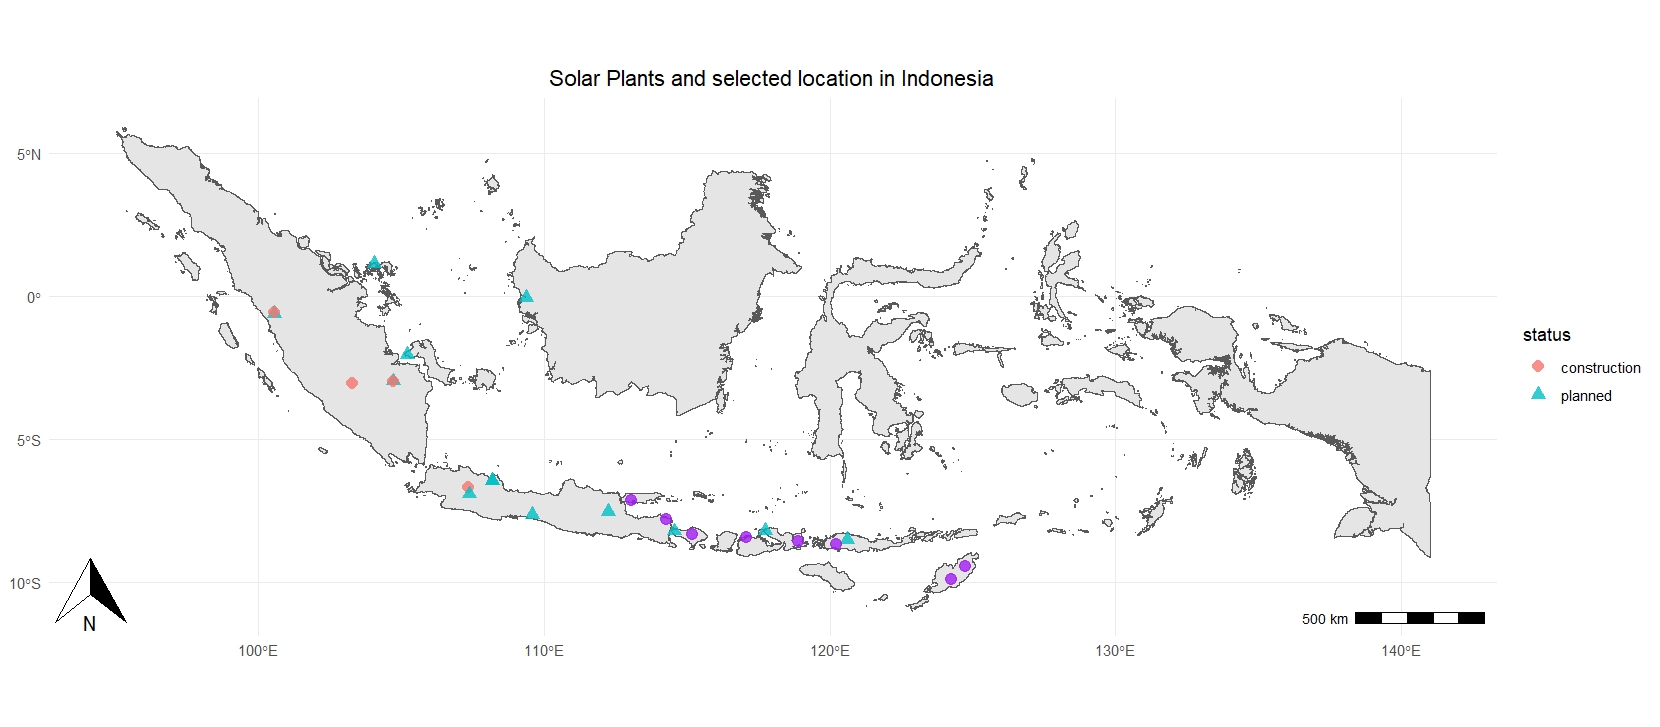 Solar Plants and selected location in Indonesia
5°N
0°
5°S
10°S
100°E
110°E
120°E
130°E
140°E
N
500 km
status
construction
planned